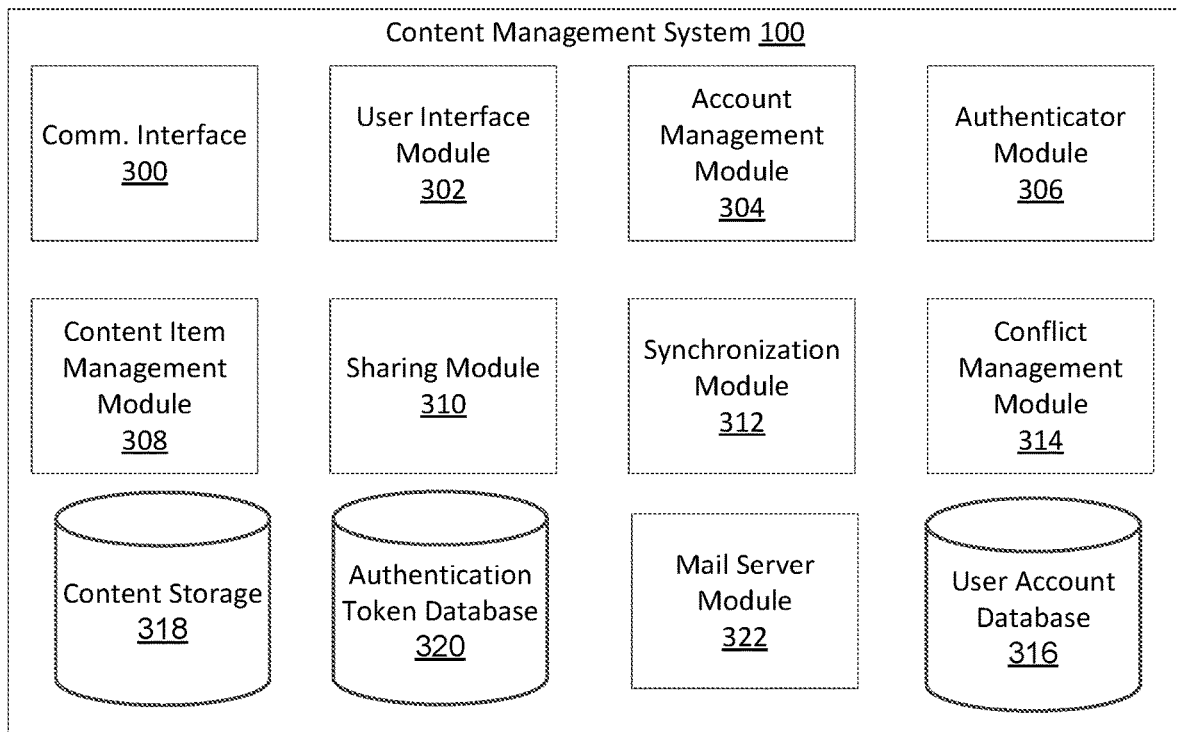 Content Management System 100
Comm. Interface
300
User Interface
Module
302
Account
Management
Module
304
Authenticator
Module
306
Content Item
Management
Module
308
Sharing Module
310
Synchronization
Module
312
Conflict
Management
Module
314
Content Storage
318
Authentication
Token Database
320
Mail Server
Module
322
User Account
Database
316